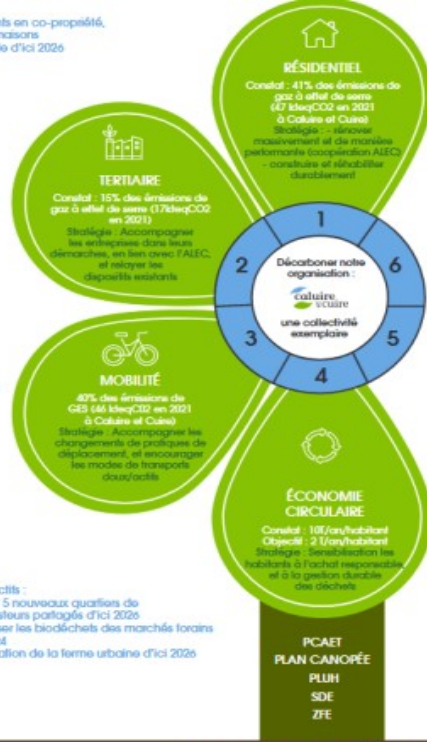 ts en co-propriété,
maisons
e d'ici 2026
RÉSIDENTIEL
Constat : 41% des émissions de
gaz à effet de serre
(47 kteqCO2 en 2021
à Caluire et Cuire)
Stratégie : - rénover
massivement et de manière
performante (coopération ALEC)
- construire et réhabiliter
durablement
TERTIAIRE
Constat : 15% des émissions de
gaz à effet de serre (17kteqCO2
en 2021)
Stratégie : Accompagner
les entreprises dans leurs
démarches, en lien avec l'ALEC,
et relayer les
dispositifs existants
1
2
3
4
5
6
Décarboner notre
organisation :
caluire
& cuire
une collectivité
exemplaire
MOBILITÉ
40% des émissions de
GES (46 kteqCO2 en 2021
à Caluire et Cuire)
Stratégie : Accompagner les
changements de pratiques de
déplacement, et encourager
les modes de transports
doux/actifs
ÉCONOMIE
CIRCULAIRE
Constat : 10T/an/habitant
Objectif : 2 T/an/habitant
Stratégie : Sensibilisation les
habitants à l'achat responsable,
et à la gestion durable
des déchets
ctifs :
5 nouveaux quartiers de
steurs partagés d'ici 2026
ser les biodéchets des marchés forains
4
ation de la ferme urbaine d'ici 2026
PCAET
PLAN CANOPÉE
PLUH
SDE
ZFE